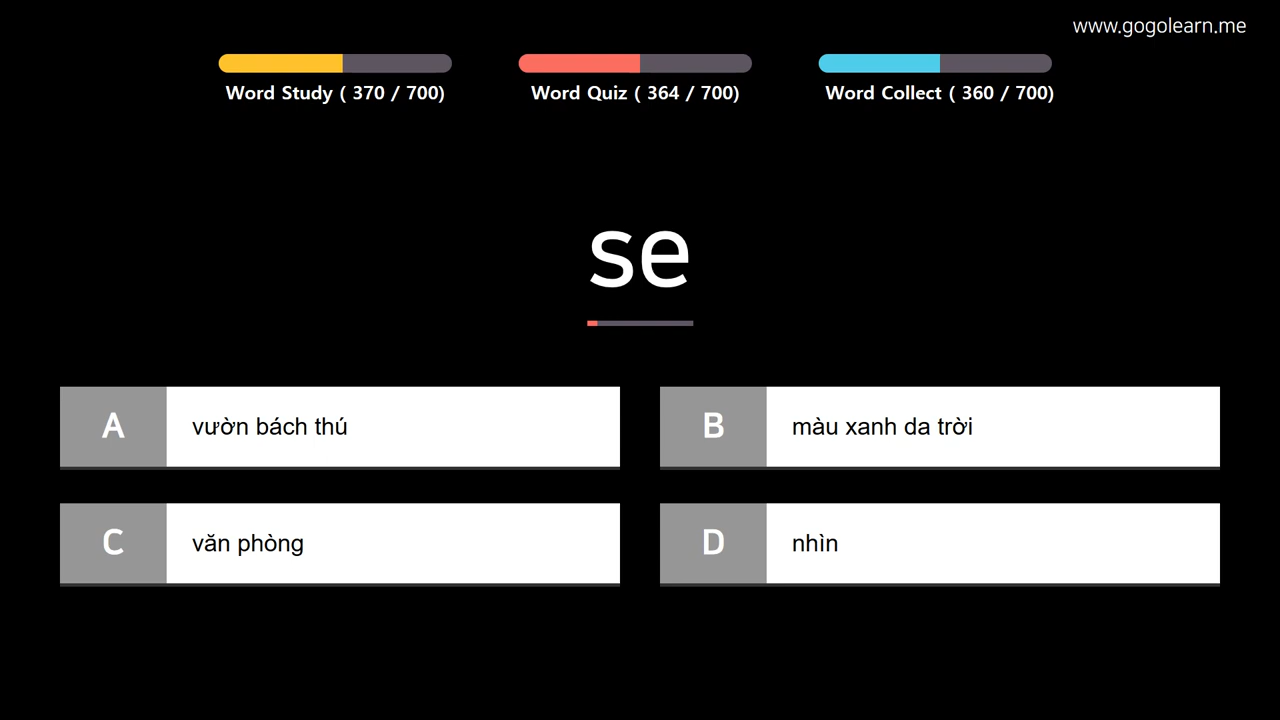 www.gogolearn.me
Word Study ( 370 / 700)
Word Quiz ( 364 / 700)
Word Collect ( 360 / 700)
se
A vườn bách thú
B màu xanh da trời
C văn phòng
D nhìn